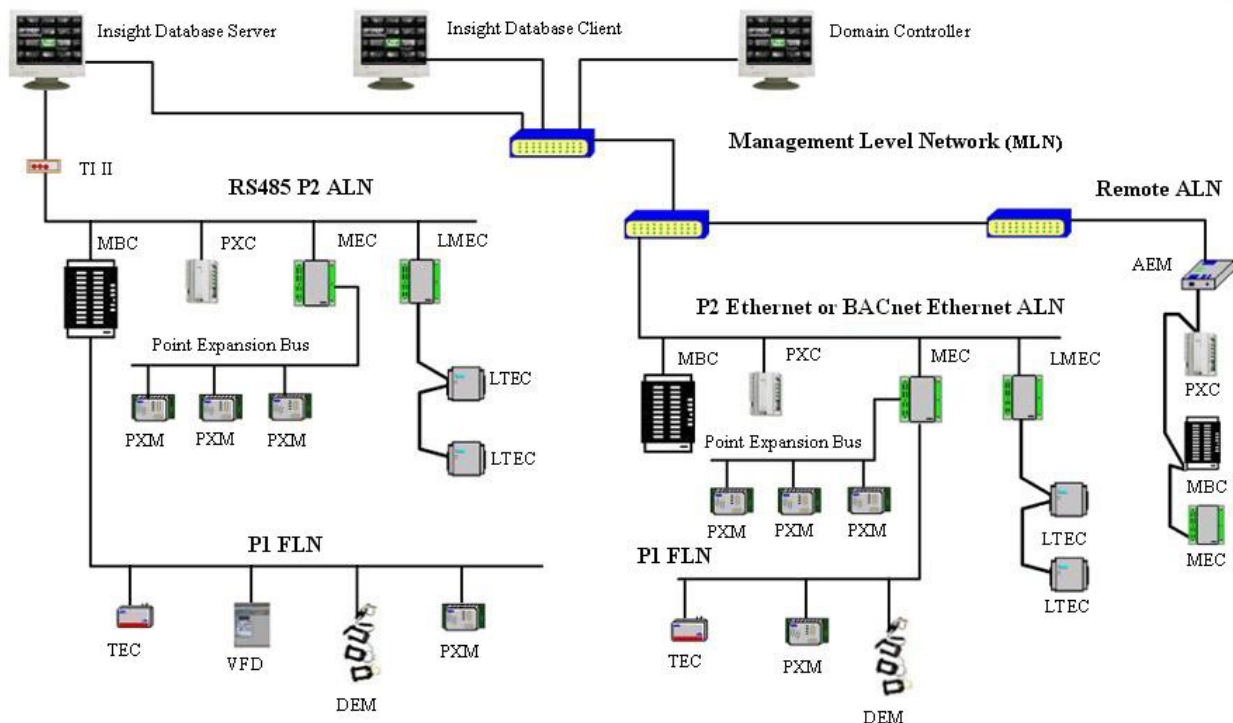 Insight Database Server
Insight Database Client
Domain Controller
Management Level Network (MLN)
TI II
RS485 P2 ALN
Remote ALN
MBC
PXC
MEC
LMEC
AEM
P2 Ethernet or BACnet Ethernet ALN
Point Expansion Bus
MBC
PXC
MEC
LMEC
LTEC
PXC
PXM
PXM
PXM
Point Expansion Bus
LTEC
MBC
PXM
PXM
PXM
LTEC
P1 FLN
P1 FLN
MEC
LTEC
TEC
VFD
DEM
PXM
TEC
PXM
DEM